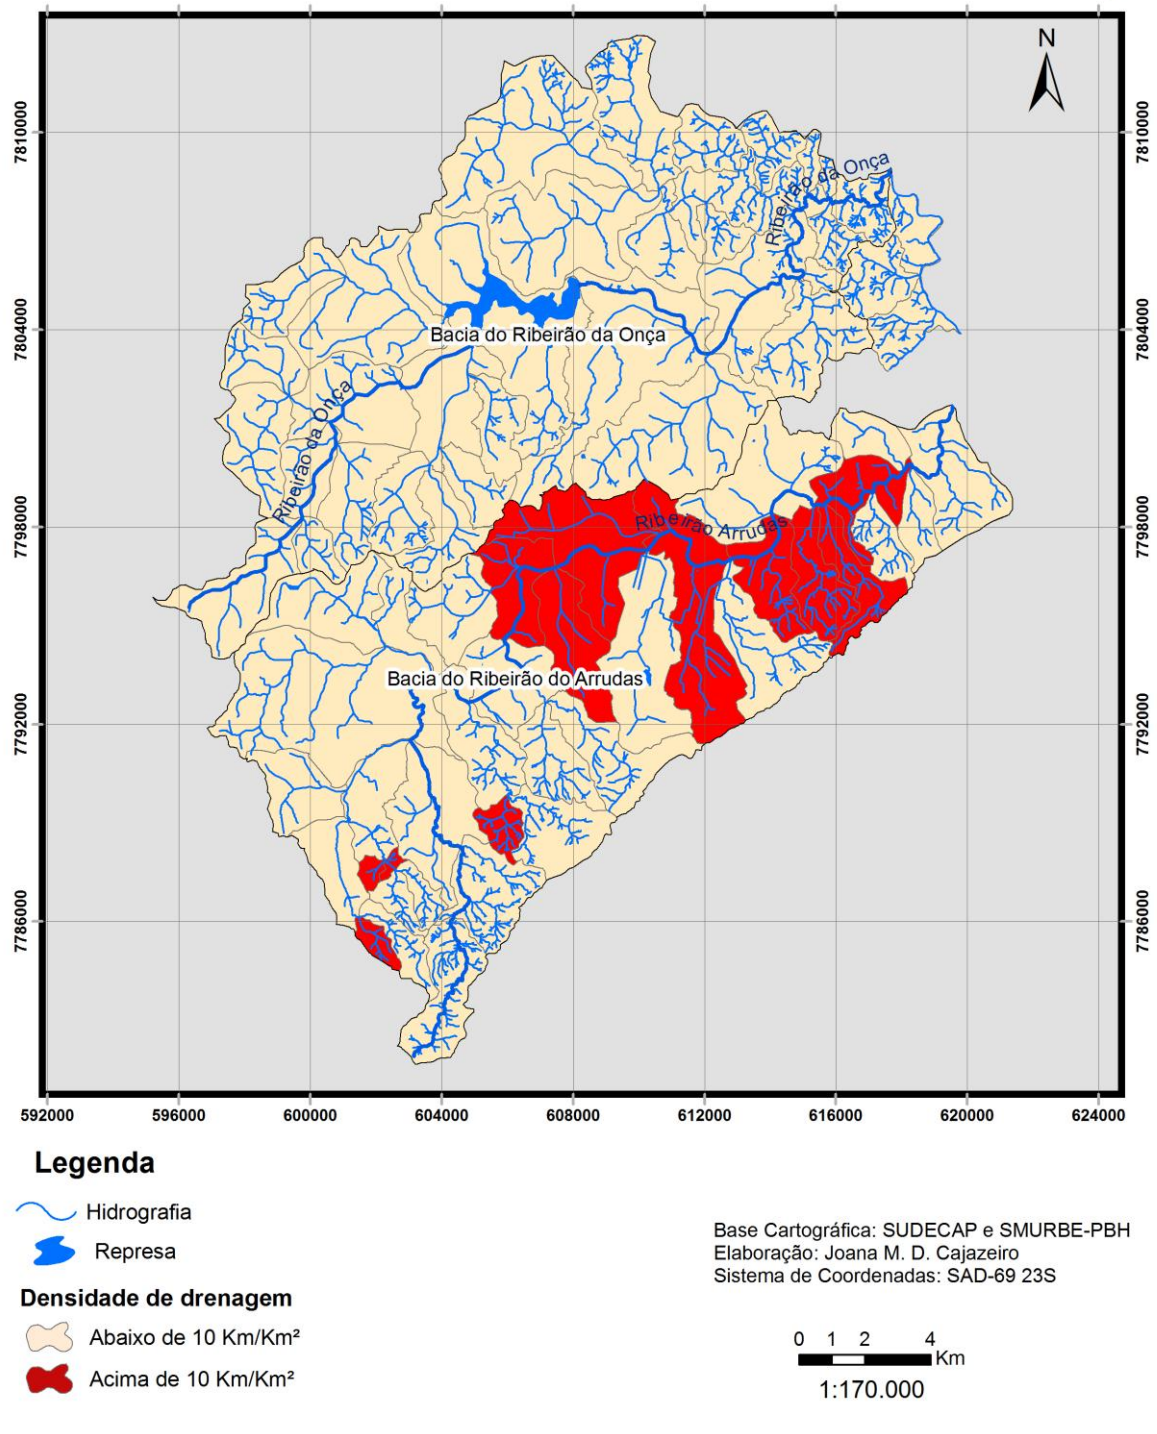 N
7810000
7810000
Ribeirão da Onça
7804000
7804000
Bacia do Ribeirão da Onça
Ribeirão da Onça
7798000
7798000
Ribeirão Arrudas
Bacia do Ribeirão do Arrudas
7792000
7792000
7786000
7786000
592000 596000 600000 604000 608000 612000 616000 620000 624000
Legenda
Hidrografia
Represa
Densidade de drenagem
Abaixo de 10 Km/Km²
Acima de 10 Km/Km²
Base Cartográfica: SUDECAP e SMURBE-PBH
Elaboração: Joana M. D. Cajazeiro
Sistema de Coordenadas: SAD-69 23S
0 1 2 4
Km
1:170.000